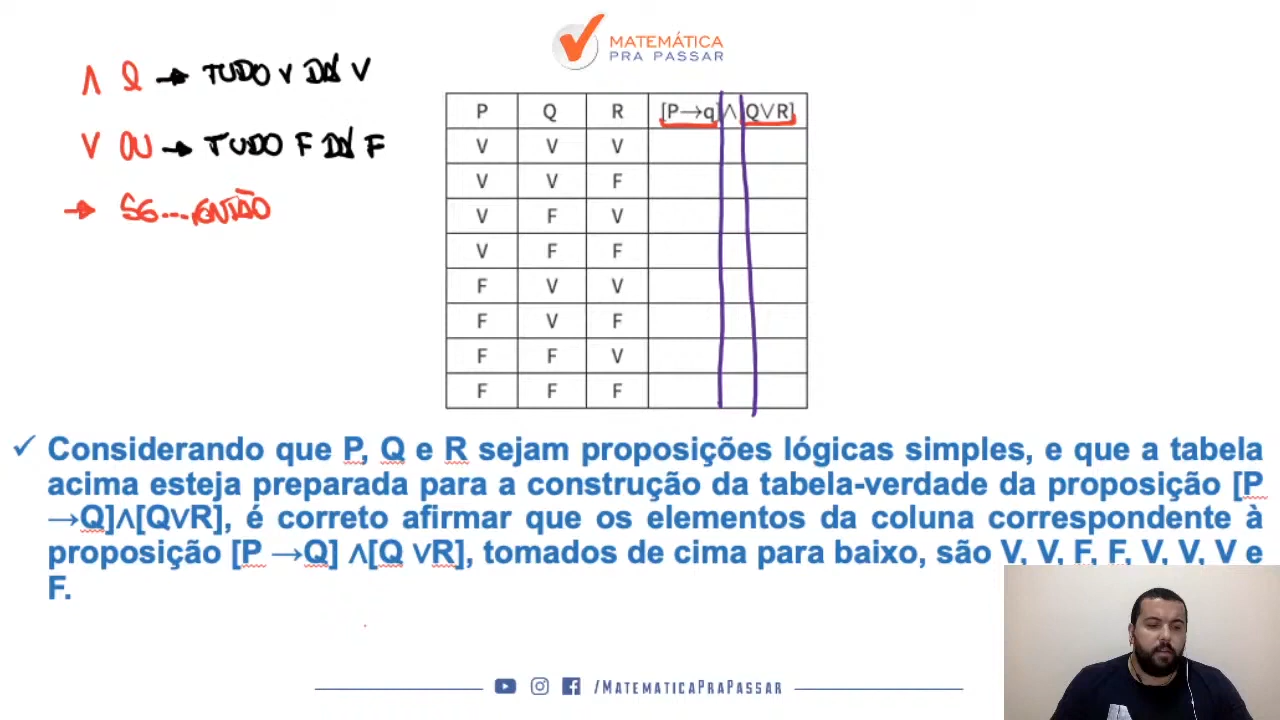 MATEMÁTICA
PRA PASSAR
∧ E → TUDO V DÁ V
∨ OU → TUDO F DÁ F
→ SE...,ENTÃO
P Q R [P→q]∧[Q∨R]
V V V
V V F
V F V
V F F
F V V
F V F
F F V
F F F
✓ Considerando que P, Q e R sejam proposições lógicas simples, e que a tabela
acima esteja preparada para a construção da tabela-verdade da proposição [P
→Q]∧[Q∨R], é correto afirmar que os elementos da coluna correspondente à
proposição [P →Q] ∧[Q ∨R], tomados de cima para baixo, são V, V, F, F, V, V, V e
F.
/MATEMATICAPRAPASSAR